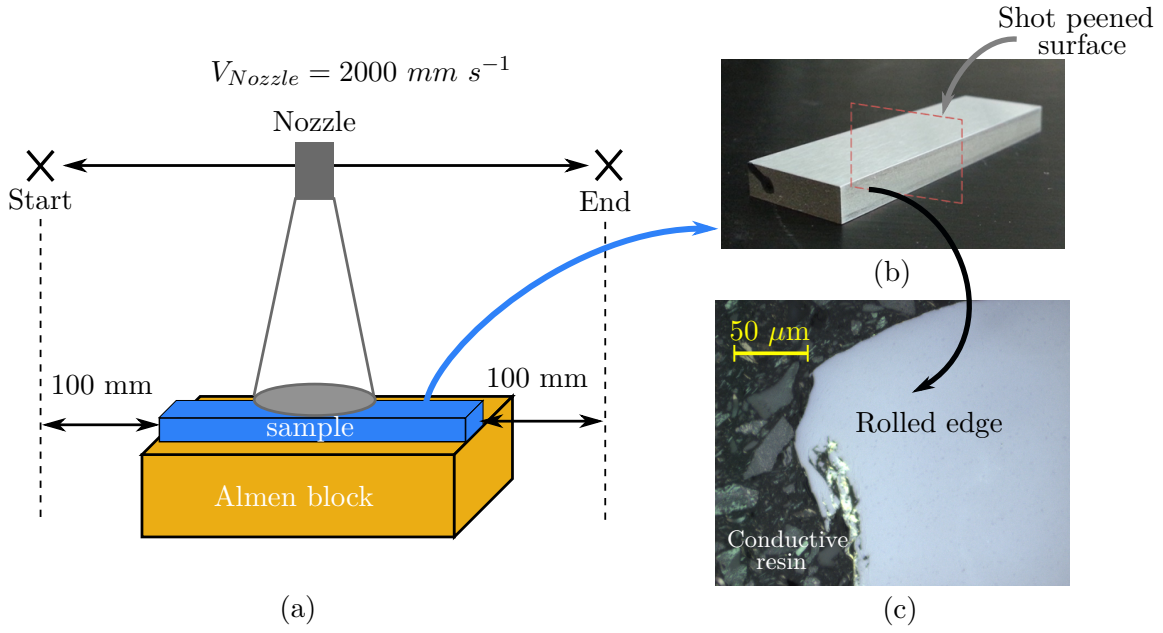 V_Nozzle = 2000 mm s⁻¹
Nozzle
Start
End
100 mm
100 mm
sample
Almen block
(a)
Shot peened
surface
(b)
50 μm
Rolled edge
Conductive
resin
(c)